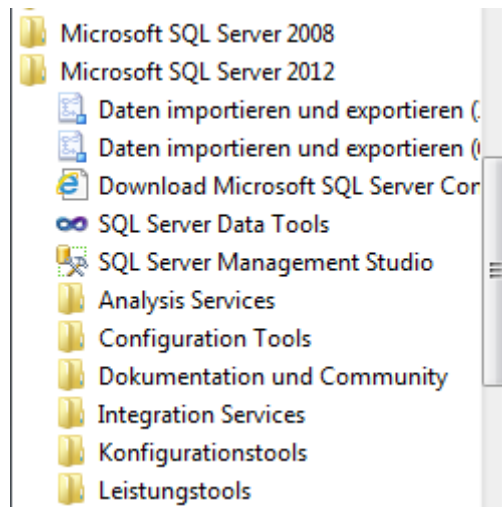 Microsoft SQL Server 2008
Microsoft SQL Server 2012
Daten importieren und exportieren (
Daten importieren und exportieren (
Download Microsoft SQL Server
SQL Server Data Tools
SQL Server Management Studio
Analysis Services
Configuration Tools
Dokumentation und Community
Integration Services
Konfigurationstools
Leistungstools